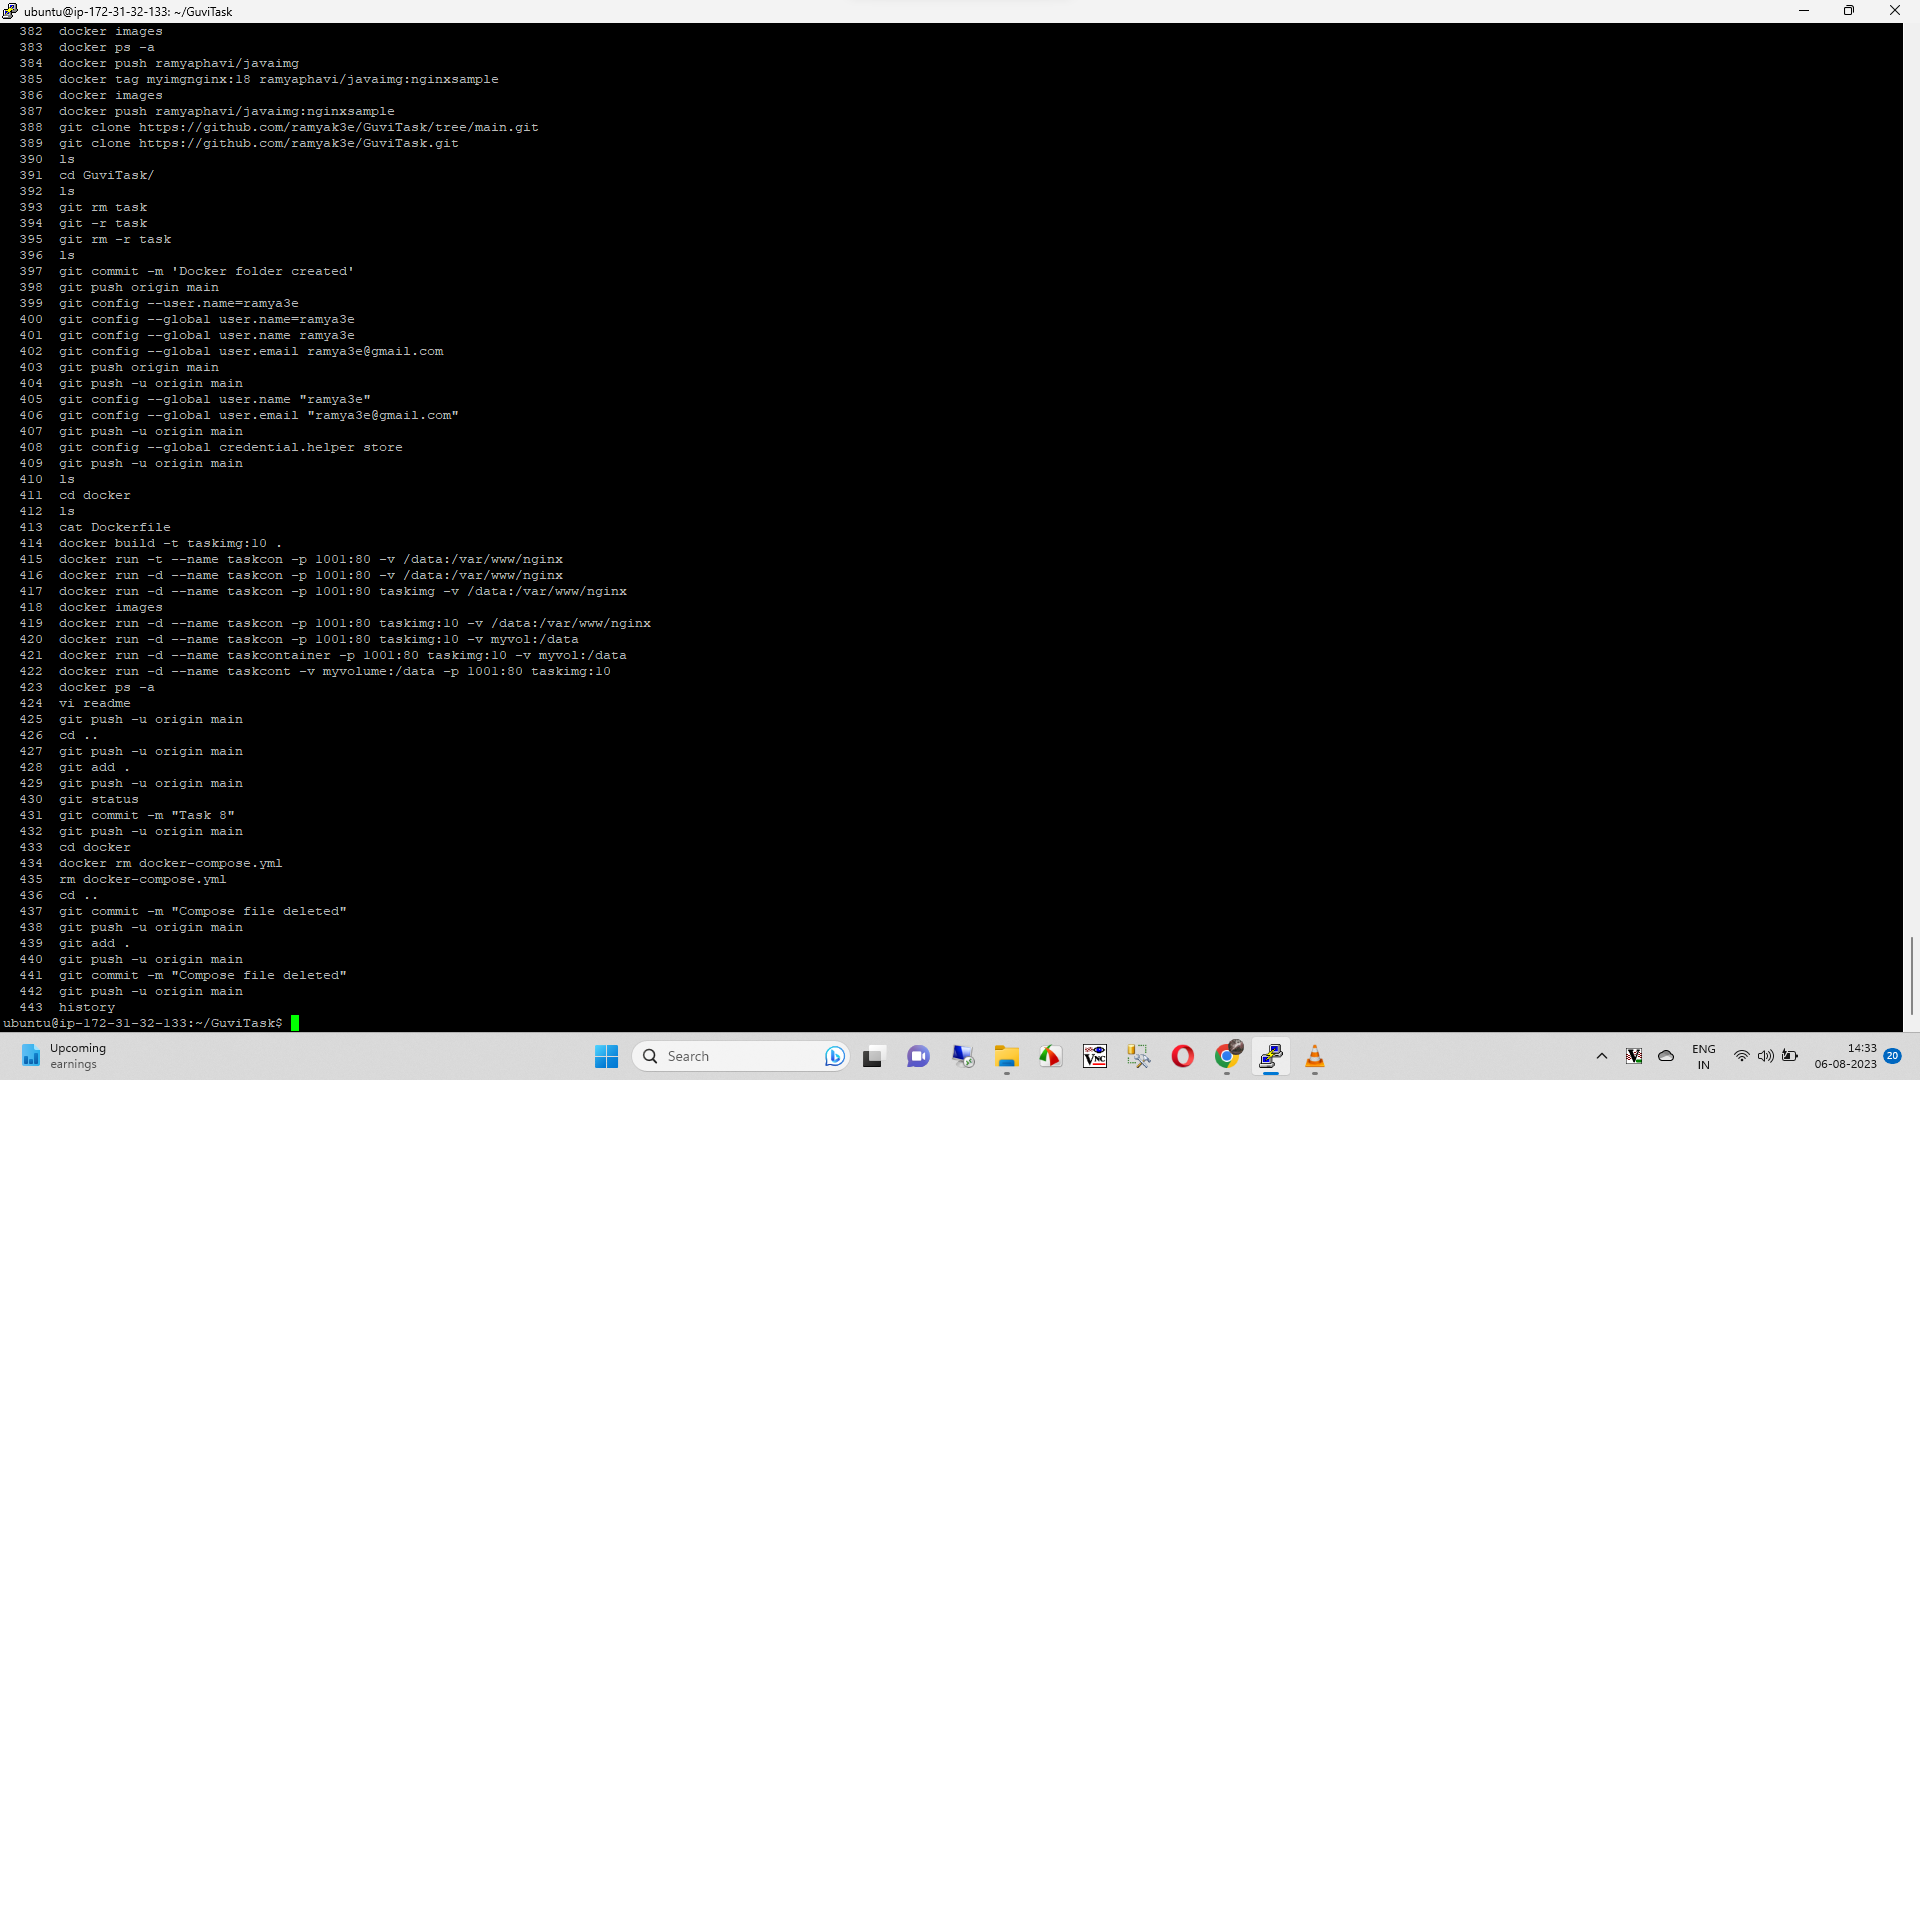 ubuntu@ip-172-31-32-133: ~/GuviTask
382 docker images
383 docker ps -a
384 docker push ramyaphavi/javaimg
385 docker tag myimgnginx:18 ramyaphavi/javaimg:nginxsample
386 docker images
387 docker push ramyaphavi/javaimg:nginxsample
388 git clone https://github.com/ramyak3e/GuviTask/tree/main.git
389 git clone https://github.com/ramyak3e/GuviTask.git
390 ls
391 cd GuviTask/
392 ls
393 git rm task
394 git -r task
395 git rm -r task
396 ls
397 git commit -m 'Docker folder created'
398 git push origin main
399 git config --user.name=ramya3e
400 git config --global user.name=ramya3e
401 git config --global user.name ramya3e
402 git config --global user.email ramya3e@gmail.com
403 git push origin main
404 git push -u origin main
405 git config --global user.name "ramya3e"
406 git config --global user.email "ramya3e@gmail.com"
407 git push -u origin main
408 git config --global credential.helper store
409 git push -u origin main
410 ls
411 cd docker
412 ls
413 cat Dockerfile
414 docker build -t taskimg:10 .
415 docker run -t --name taskcon -p 1001:80 -v /data:/var/www/nginx
416 docker run -d --name taskcon -p 1001:80 -v /data:/var/www/nginx
417 docker run -d --name taskcon -p 1001:80 taskimg -v /data:/var/www/nginx
418 docker images
419 docker run -d --name taskcon -p 1001:80 taskimg:10 -v /data:/var/www/nginx
420 docker run -d --name taskcon -p 1001:80 taskimg:10 -v myvol:/data
421 docker run -d --name taskcontainer -p 1001:80 taskimg:10 -v myvol:/data
422 docker run -d --name taskcont -v myvolume:/data -p 1001:80 taskimg:10
423 docker ps -a
424 vi readme
425 git push -u origin main
426 cd ..
427 git push -u origin main
428 git add .
429 git push -u origin main
430 git status
431 git commit -m "Task 8"
432 git push -u origin main
433 cd docker
434 docker rm docker-compose.yml
435 rm docker-compose.yml
436 cd ..
437 git commit -m "Compose file deleted"
438 git push -u origin main
439 git add .
440 git push -u origin main
441 git commit -m "Compose file deleted"
442 git push -u origin main
443 history
ubuntu@ip-172-31-32-133:~/GuviTask$
Upcoming
earnings
Search
VNC
ENG
IN
14:33
06-08-2023
20